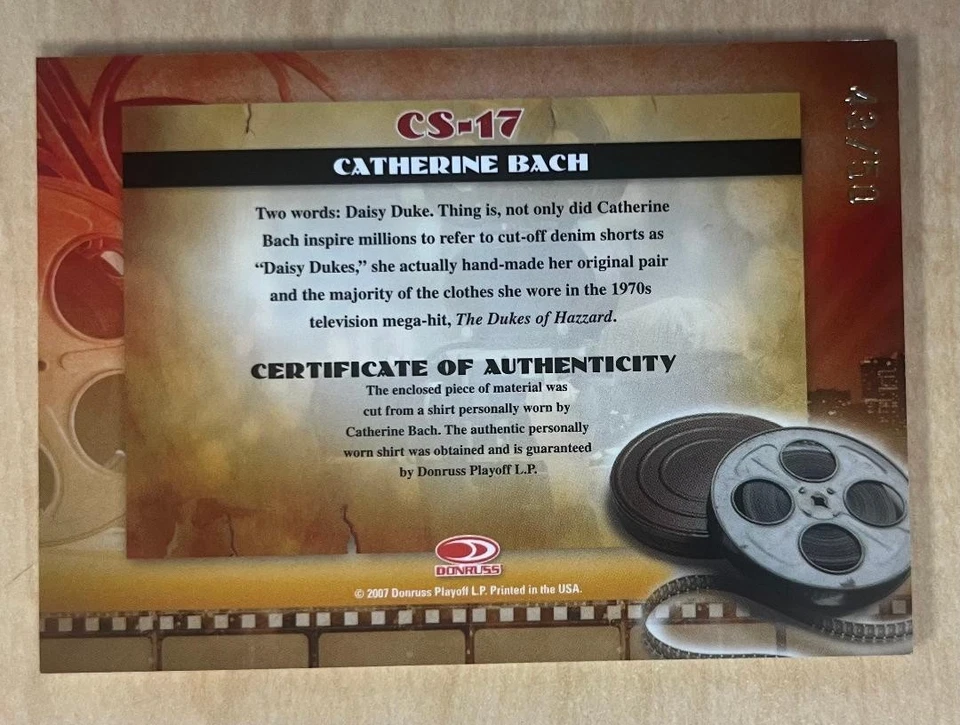 CS-17
43/50
CATHERINE BACH
Two words: Daisy Duke. Thing is, not only did Catherine
Bach inspire millions to refer to cut-off denim shorts as
“Daisy Dukes,” she actually hand-made her original pair
and the majority of the clothes she wore in the 1970s
television mega-hit, The Dukes of Hazzard.
CERTIFICATE OF AUTHENTICITY
The enclosed piece of material was
cut from a shirt personally worn by
Catherine Bach. The authentic personally
worn shirt was obtained and is guaranteed
by Donruss Playoff L.P.
DONRUSS
© 2007 Donruss Playoff L.P. Printed in the USA.